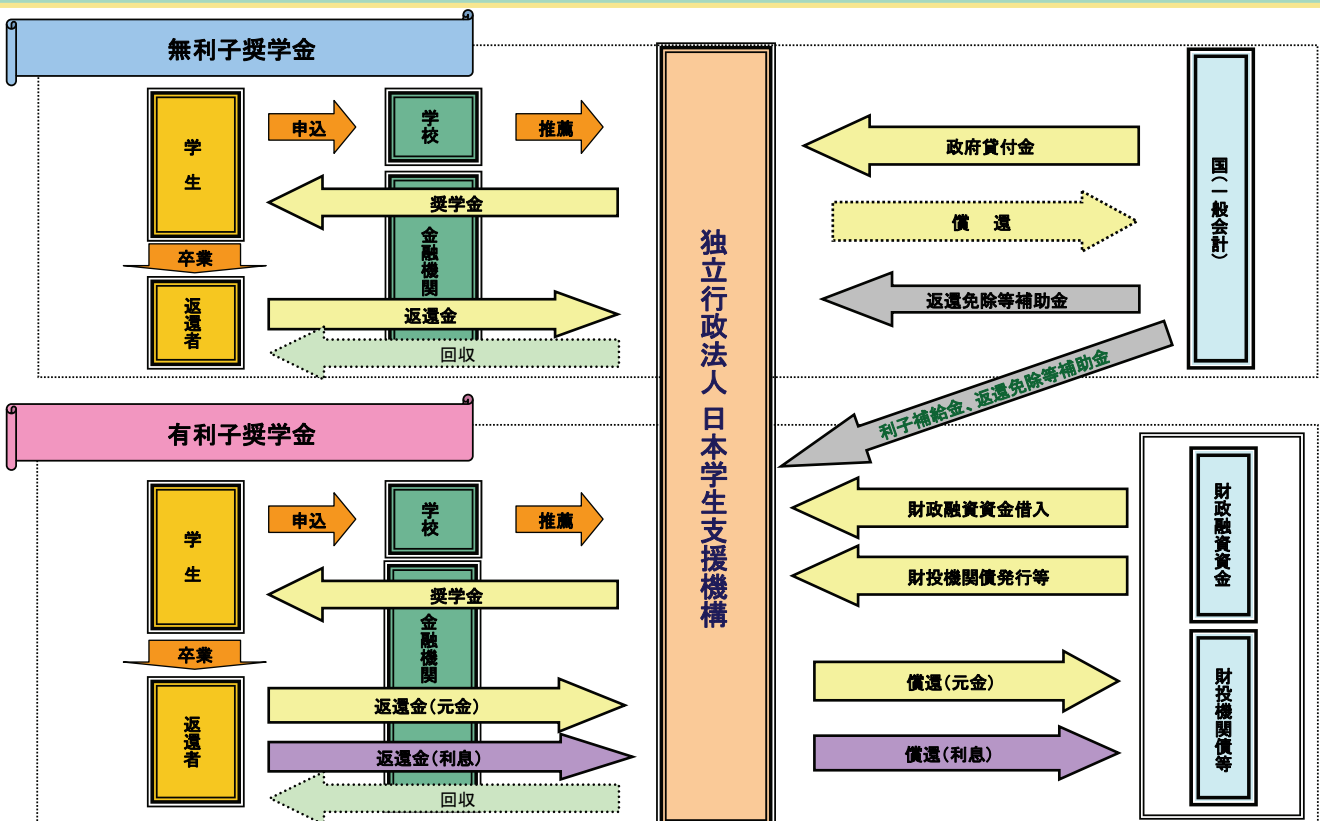 無利子奨学金
学生
申込
学校
推薦
奨学金
金融機関
卒業
返還者
返還金
回収
独立行政法人 日本学生支援機構
政府貸付金
償　還
返還免除等補助金
国(一般会計)
利子補給金、返還免除等補助金
有利子奨学金
学生
申込
学校
推薦
奨学金
金融機関
卒業
返還者
返還金(元金)
返還金(利息)
回収
財政融資資金借入
財投機関債発行等
償還(元金)
償還(利息)
財政融資資金
財投機関債等